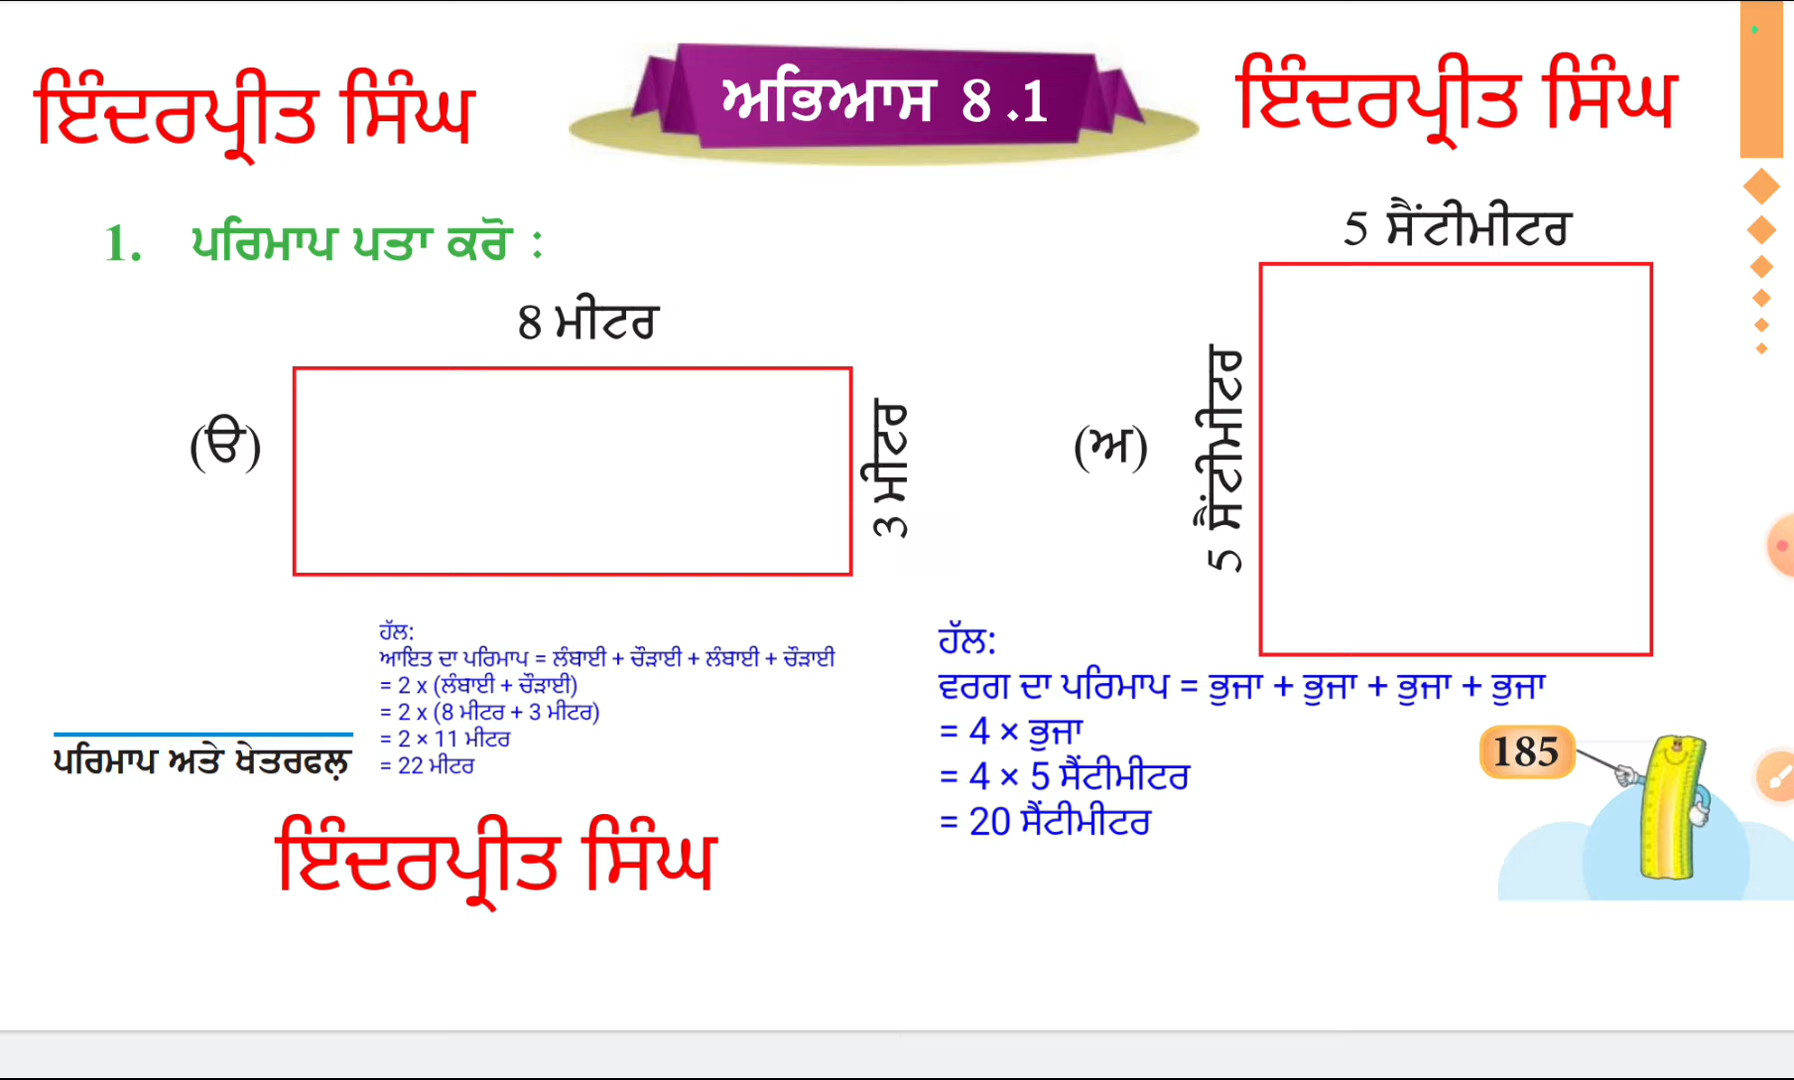 ਇੰਦਰਪ੍ਰੀਤ ਸਿੰਘ
ਅਭਿਆਸ 8.1
ਇੰਦਰਪ੍ਰੀਤ ਸਿੰਘ
1. ਪਰਿਮਾਪ ਪਤਾ ਕਰੋ :
8 ਮੀਟਰ
(ੳ)
3 ਮੀਟਰ
5 ਸੈਂਟੀਮੀਟਰ
(ਅ)
5 ਸੈਂਟੀਮੀਟਰ
ਹੱਲ:
ਆਇਤ ਦਾ ਪਰਿਮਾਪ = ਲੰਬਾਈ + ਚੌੜਾਈ + ਲੰਬਾਈ + ਚੌੜਾਈ
= 2 x (ਲੰਬਾਈ + ਚੌੜਾਈ)
= 2 x (8 ਮੀਟਰ + 3 ਮੀਟਰ)
= 2 × 11 ਮੀਟਰ
= 22 ਮੀਟਰ
ਹੱਲ:
ਵਰਗ ਦਾ ਪਰਿਮਾਪ = ਭੁਜਾ + ਭੁਜਾ + ਭੁਜਾ + ਭੁਜਾ
= 4 × ਭੁਜਾ
= 4 × 5 ਸੈਂਟੀਮੀਟਰ
= 20 ਸੈਂਟੀਮੀਟਰ
ਪਰਿਮਾਪ ਅਤੇ ਖੇਤਰਫਲ਼
185
ਇੰਦਰਪ੍ਰੀਤ ਸਿੰਘ